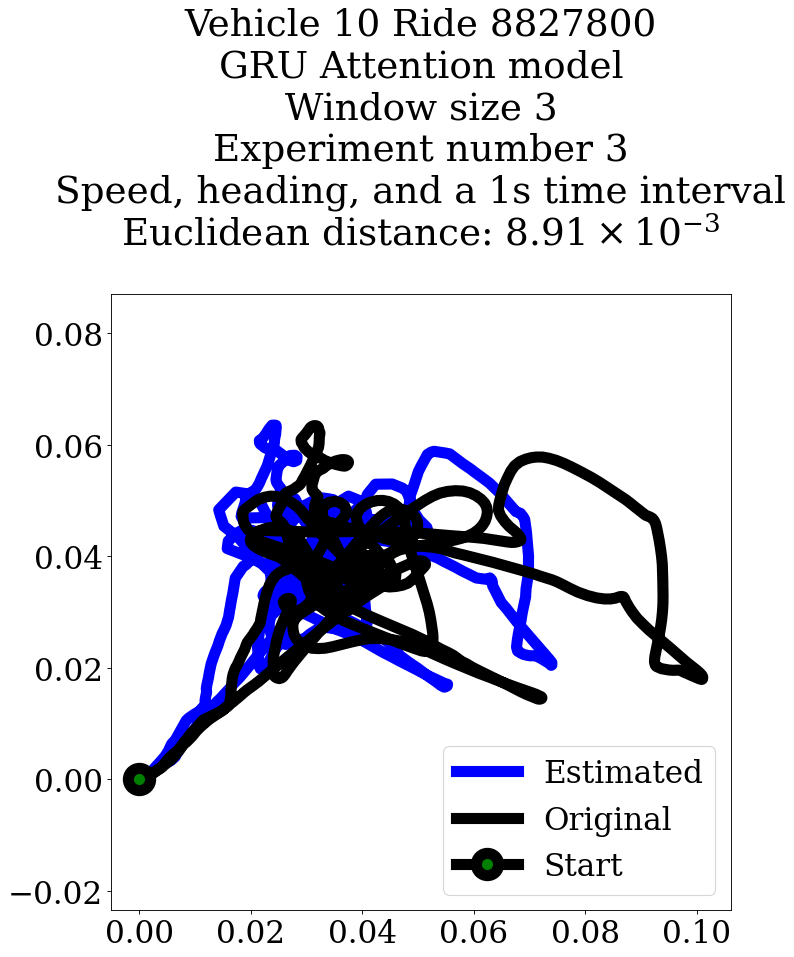 Vehicle 10 Ride 8827800
GRU Attention model
Window size 3
Experiment number 3
Speed, heading, and a 1s time interval
Euclidean distance: 8.91 × 10⁻³
0.08
0.06
0.04
0.02
0.00
−0.02
Estimated
Original
Start
0.00 0.02 0.04 0.06 0.08 0.10